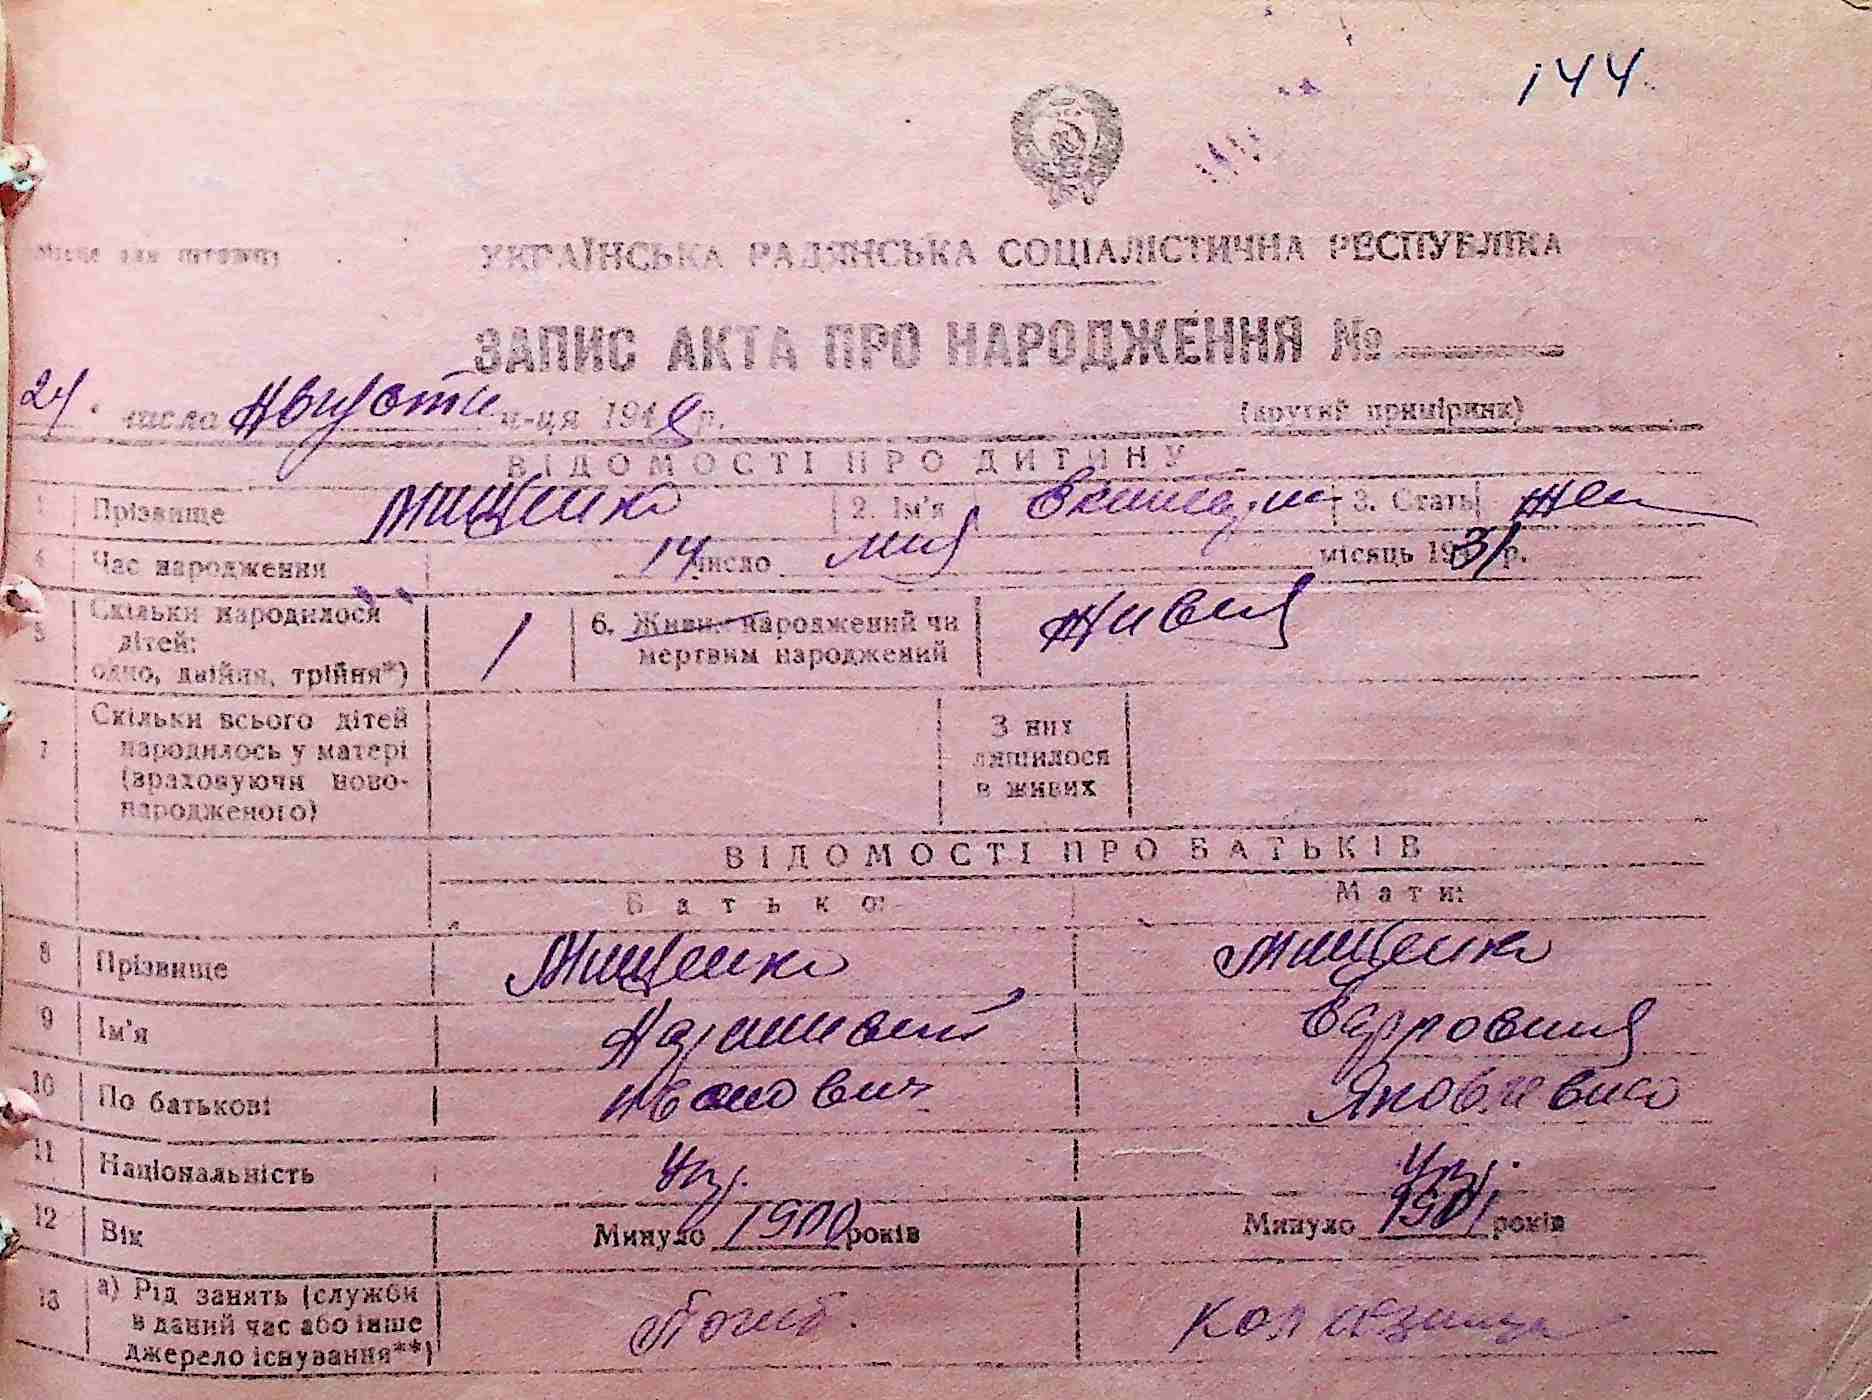 144.
Місце для штампу
УКРАЇНСЬКА РАДЯНСЬКА СОЦІАЛІСТИЧНА РЕСПУБЛІКА
ЗАПИС АКТА ПРО НАРОДЖЕННЯ №
24 числа Августа м-ця 194 р.
(другий примірник)
ВІДОМОСТІ ПРО ДИТИНУ
1 Прізвище Мищенко 2. Ім'я 3. Стать Жен
4 Час народження 14 число мая місяць 1931 р.
5 Скільки народилося дітей: одно, двійня, трійня*) 1 6. Живи народжений чи мертвим народжений живая
7 Скільки всього дітей народилось у матері (враховуючи новонародженого) З них лишилося в живих
ВІДОМОСТІ ПРО БАТЬКІВ
Батько: Мати:
8 Прізвище Мищенко Мищенко
9 Ім'я
10 По батькові Иванович Яковлевна
11 Національність Укр. Укр.
12 Вік Минуло 1900 років Минуло 1901 років
13 а) Рід занять (служби в даний час або інше джерело існування**) Погиб. колгозница